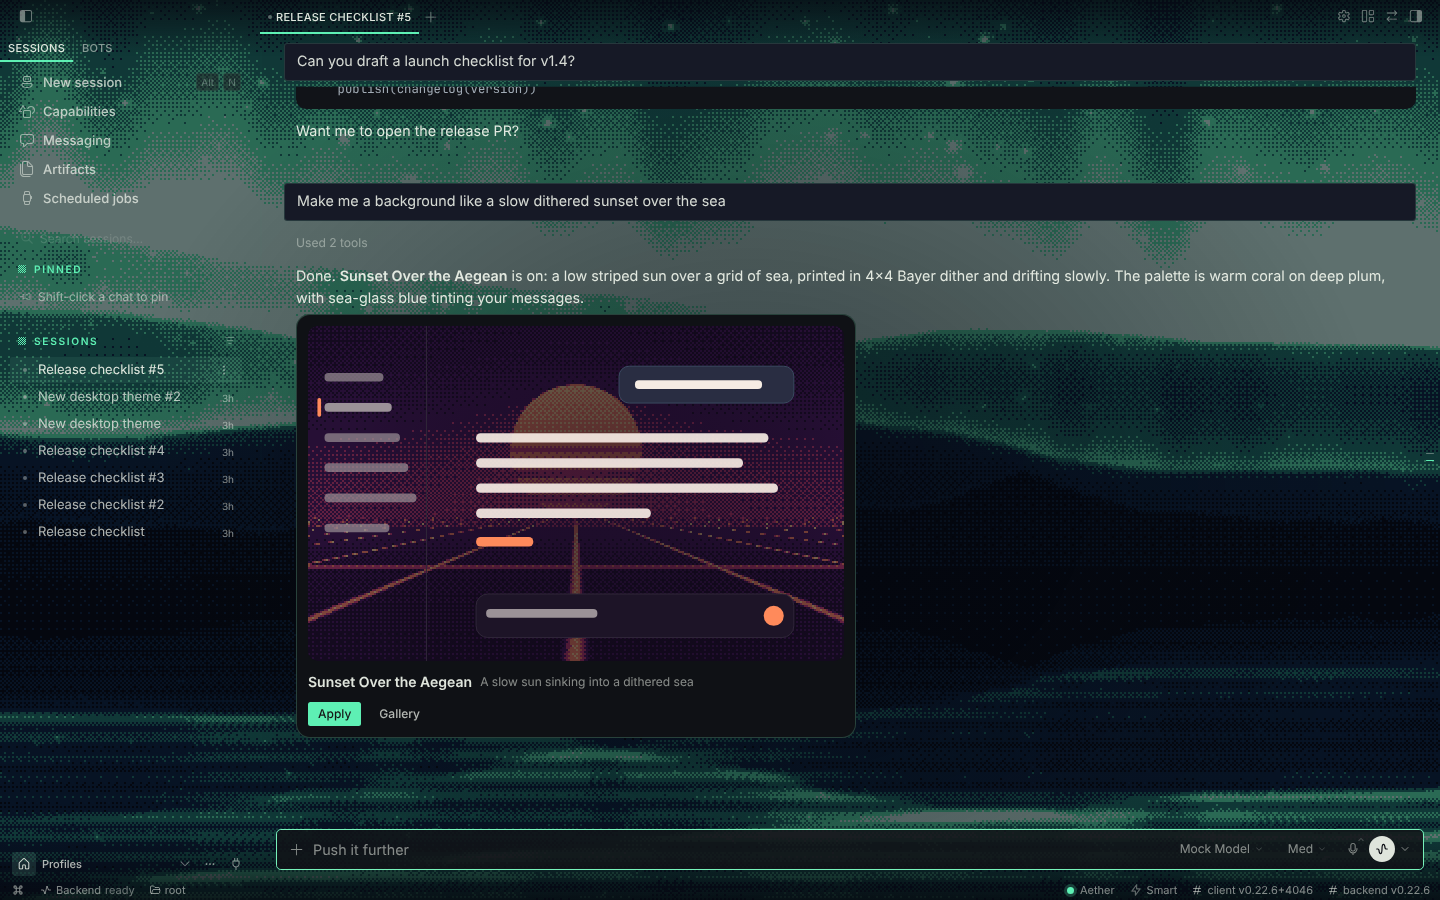 RELEASE CHECKLIST #5
SESSIONS
BOTS
New session
Alt N
Capabilities
Messaging
Artifacts
Scheduled jobs
Search sessions...
PINNED
Shift-click a chat to pin
SESSIONS
Release checklist #5
New desktop theme #2 3h
New desktop theme 3h
Release checklist #4 3h
Release checklist #3 3h
Release checklist #2 3h
Release checklist 3h
Profiles
Can you draft a launch checklist for v1.4?
publish(changelog(version))
Want me to open the release PR?
Make me a background like a slow dithered sunset over the sea
Used 2 tools
Done. Sunset Over the Aegean is on: a low striped sun over a grid of sea, printed in 4×4 Bayer dither and drifting slowly. The palette is warm coral on deep plum,
with sea-glass blue tinting your messages.
Sunset Over the Aegean A slow sun sinking into a dithered sea
Apply Gallery
Push it further
Mock Model Med
Backend ready root
Aether Smart # client v0.22.6+4046 # backend v0.22.6